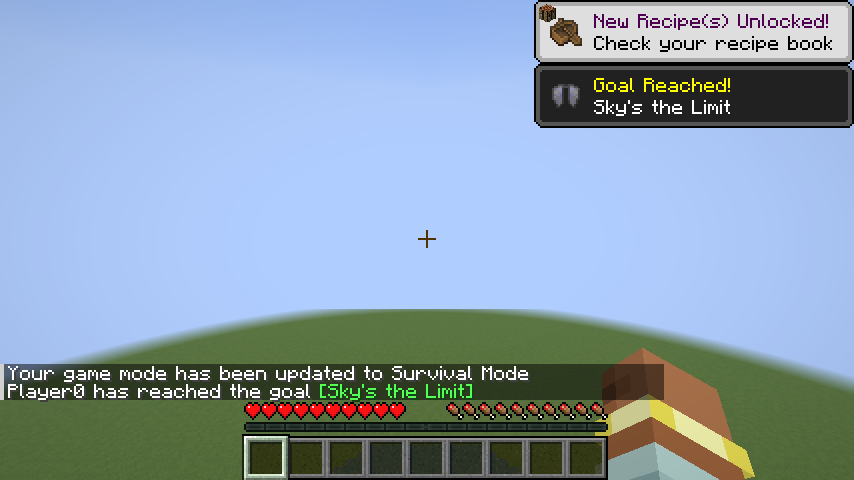 New Recipe(s) Unlocked!
Check your recipe book
Goal Reached!
Sky's the Limit
Your game mode has been updated to Survival Mode
Player0 has reached the goal [Sky's the Limit]